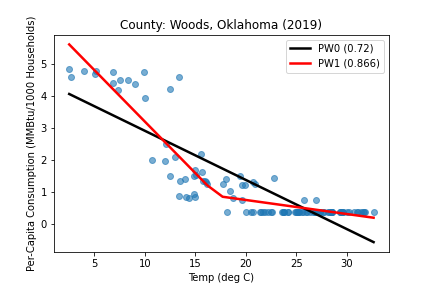 County: Woods, Oklahoma (2019)
PW0 (0.72)
PW1 (0.866)
Per-Capita Consumption (MMBtu/1000 Households)
5
4
3
2
1
0
5 10 15 20 25 30
Temp (deg C)